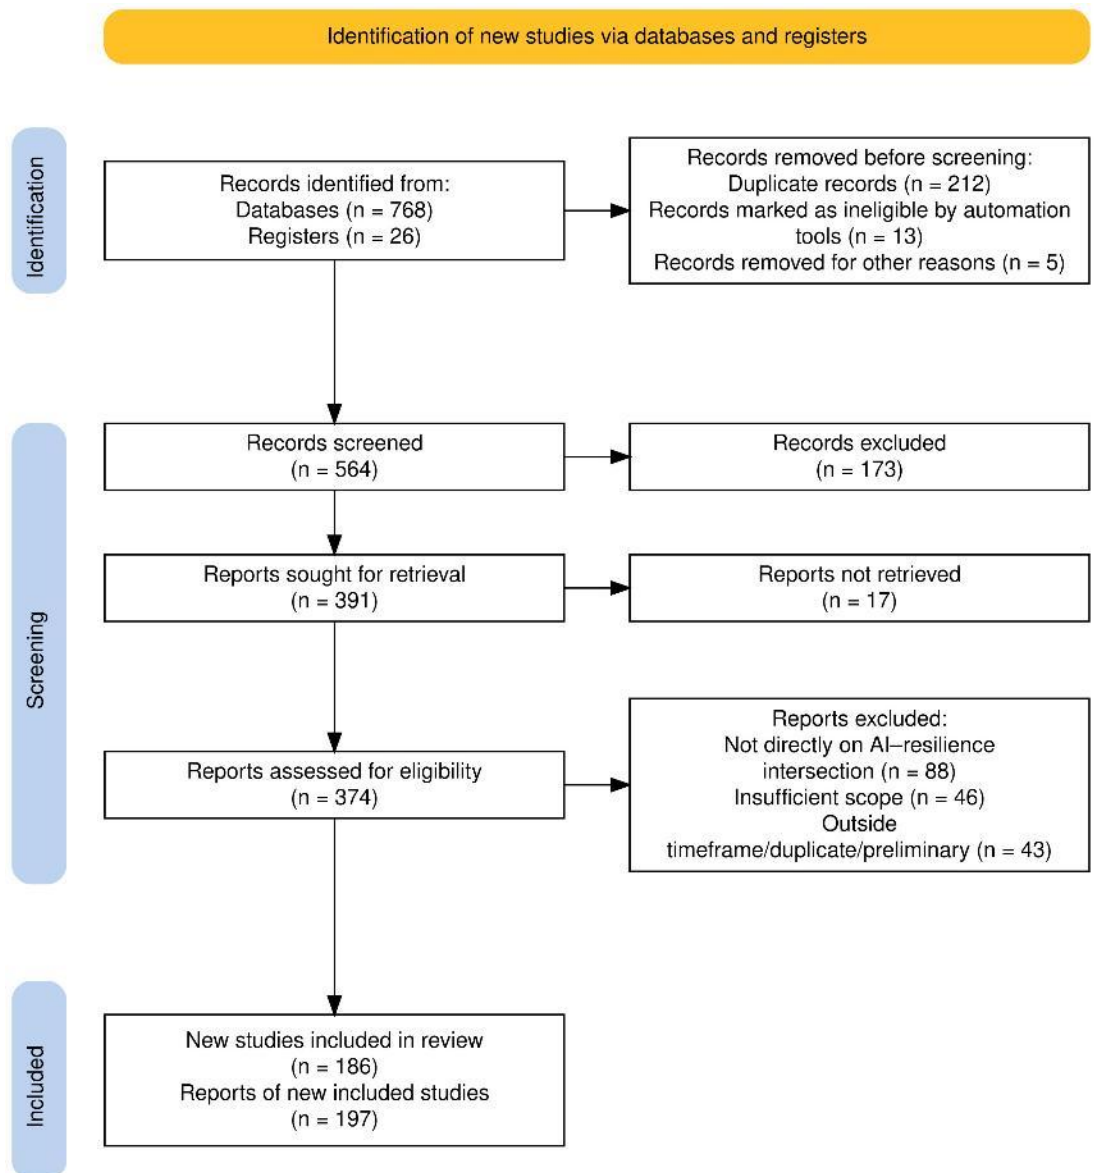 Identification of new studies via databases and registers
Identification
Records identified from:
Databases (n = 768)
Registers (n = 26)
Records removed before screening:
Duplicate records (n = 212)
Records marked as ineligible by automation
tools (n = 13)
Records removed for other reasons (n = 5)
Screening
Records screened
(n = 564)
Records excluded
(n = 173)
Reports sought for retrieval
(n = 391)
Reports not retrieved
(n = 17)
Reports assessed for eligibility
(n = 374)
Reports excluded:
Not directly on AI–resilience
intersection (n = 88)
Insufficient scope (n = 46)
Outside
timeframe/duplicate/preliminary (n = 43)
Included
New studies included in review
(n = 186)
Reports of new included studies
(n = 197)